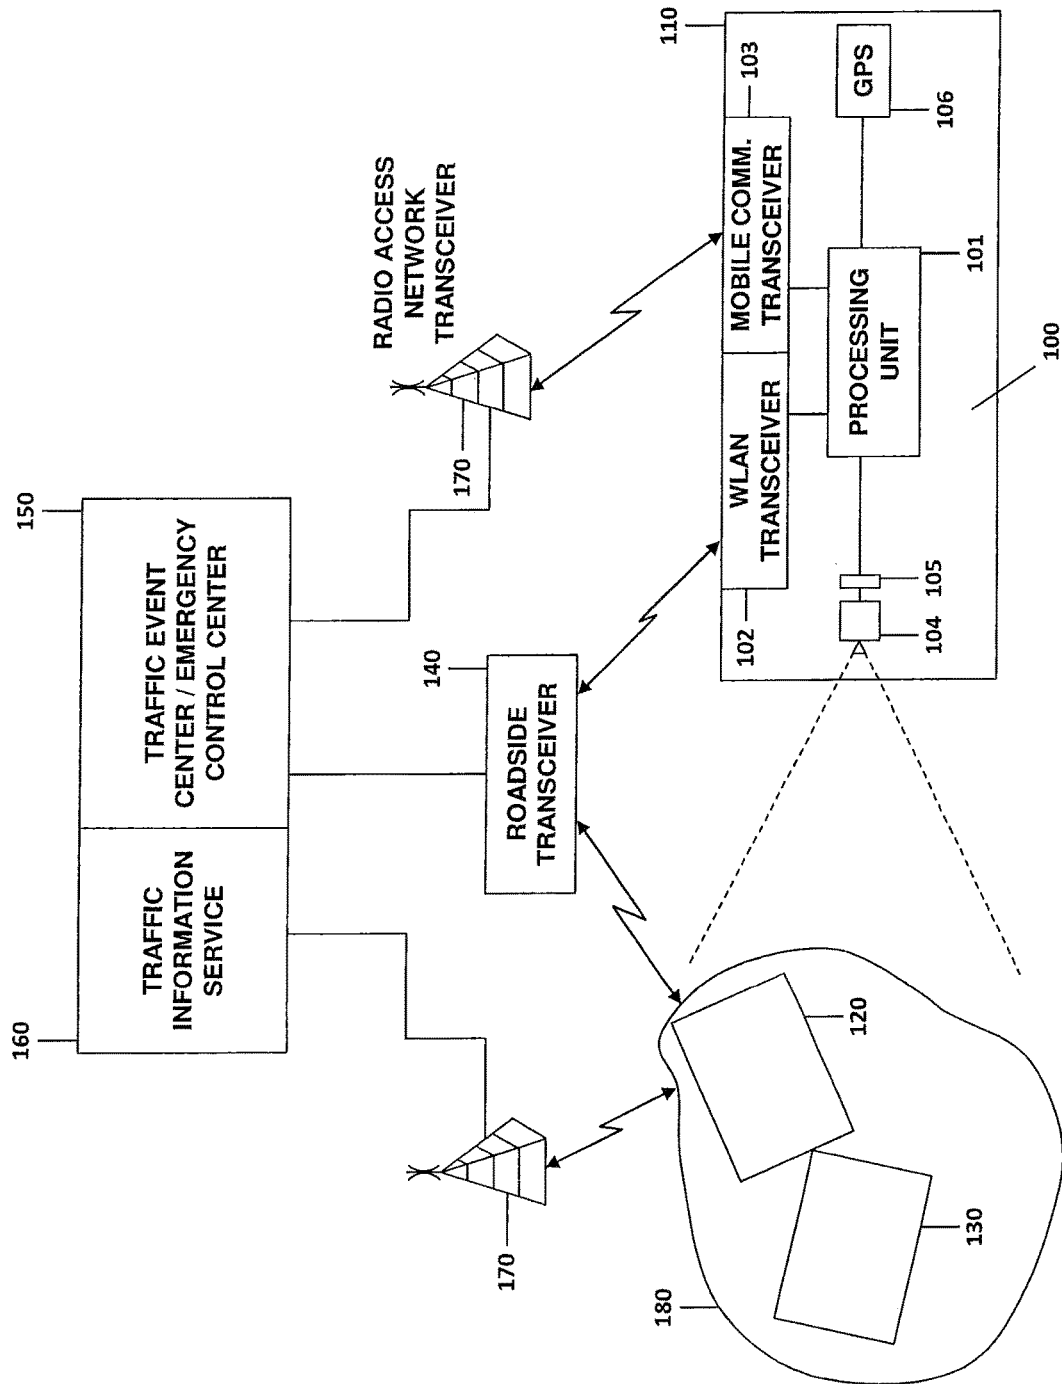 160
150
TRAFFIC
INFORMATION
SERVICE
TRAFFIC EVENT
CENTER / EMERGENCY
CONTROL CENTER
RADIO ACCESS
NETWORK
TRANSCEIVER
140
170
170
ROADSIDE
TRANSCEIVER
180
110
102
103
WLAN
TRANSCEIVER
MOBILE COMM.
TRANSCEIVER
120
PROCESSING
UNIT
GPS
104
105
106
130
101
100